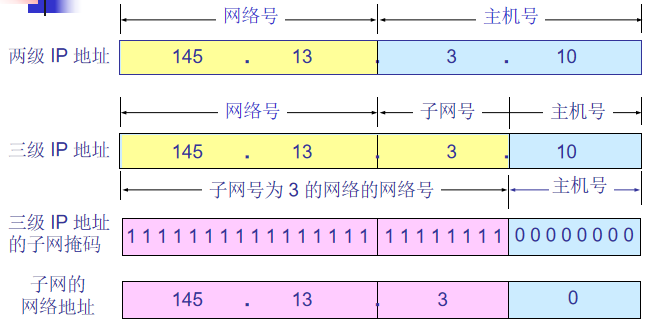 网络号 主机号
两级 IP 地址 145 . 13 . 3 . 10
网络号 子网号 主机号
三级 IP 地址 145 . 13 . 3 . 10
子网号为 3 的网络的网络号 主机号
三级 IP 地址
的子网掩码 1 1 1 1 1 1 1 1 1 1 1 1 1 1 1 1 1 1 1 1 1 1 1 1 0 0 0 0 0 0 0 0
子网的
网络地址 145 . 13 . 3 0